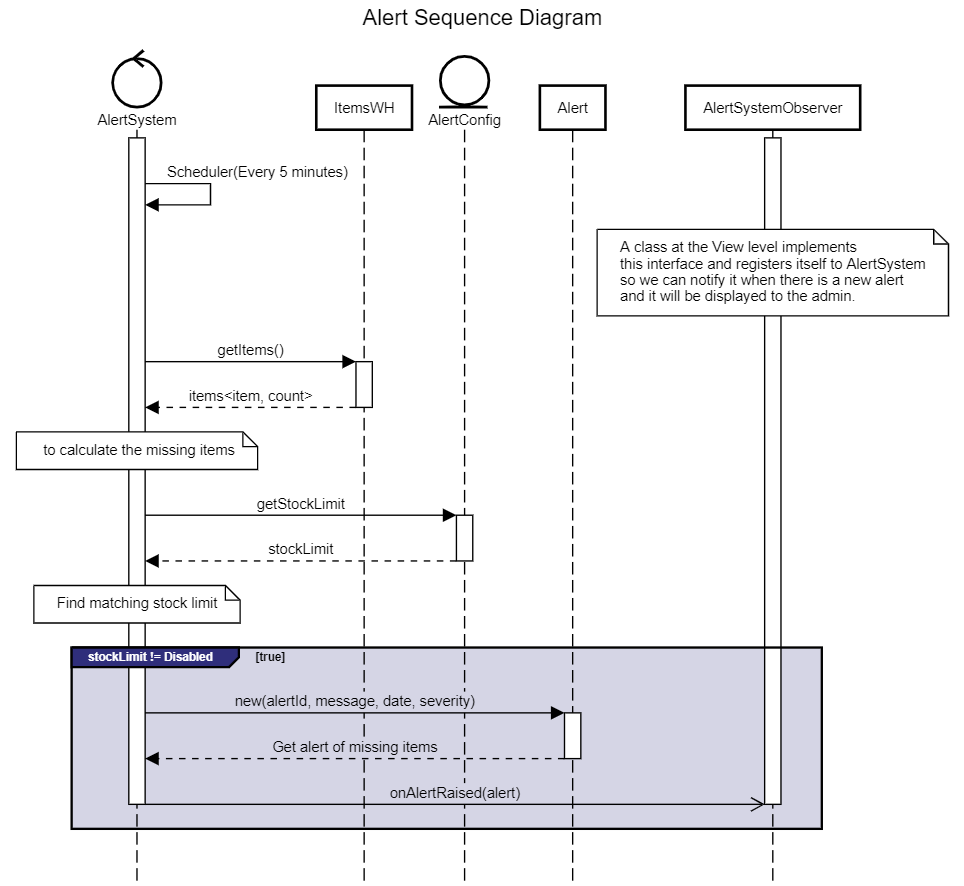 Alert Sequence Diagram
AlertSystem
ItemsWH
AlertConfig
Alert
AlertSystemObserver
Scheduler(Every 5 minutes)
A class at the View level implements
this interface and registers itself to AlertSystem
so we can notify it when there is a new alert
and it will be displayed to the admin.
getItems()
items<item, count>
to calculate the missing items
getStockLimit
stockLimit
Find matching stock limit
stockLimit != Disabled
[true]
new(alertId, message, date, severity)
Get alert of missing items
onAlertRaised(alert)